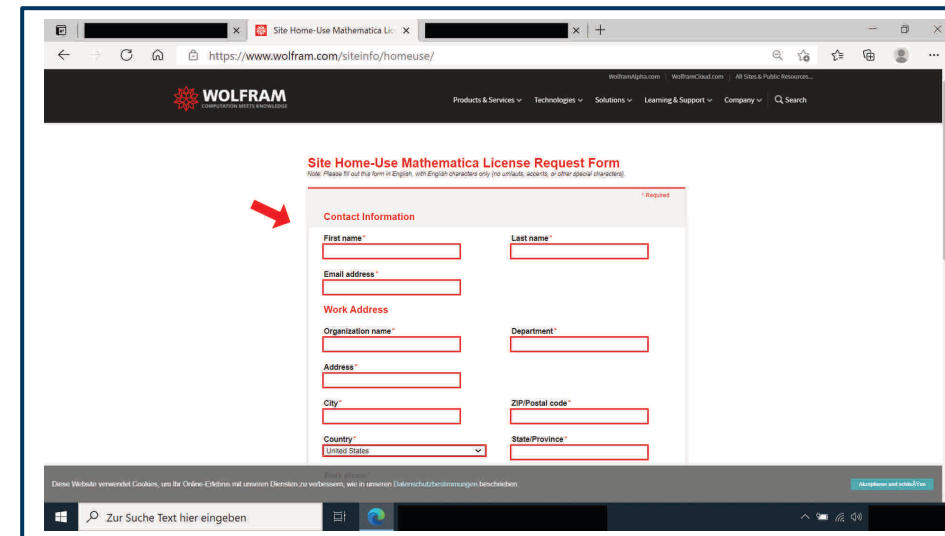 Site Home-Use Mathematica Lic
https://www.wolfram.com/siteinfo/homeuse/
WolframAlpha.com | WolframCloud.com | All Sites & Public Resources...
WOLFRAM
COMPUTATION MEETS KNOWLEDGE
Products & Services Technologies Solutions Learning & Support Company Search
Site Home-Use Mathematica License Request Form
Note: Please fill out this form in English, with English characters only (no umlauts, accents, or other special characters).
* Required
Contact Information
First name* Last name*
Email address*
Work Address
Organization name* Department*
Address*
City* ZIP/Postal code*
Country* State/Province*
United States
Diese Website verwendet Cookies, um Ihr Online-Erlebnis mit unseren Diensten zu verbessern, wie in unseren Datenschutzbestimmungen beschrieben.
Akzeptieren und
Zur Suche Text hier eingeben